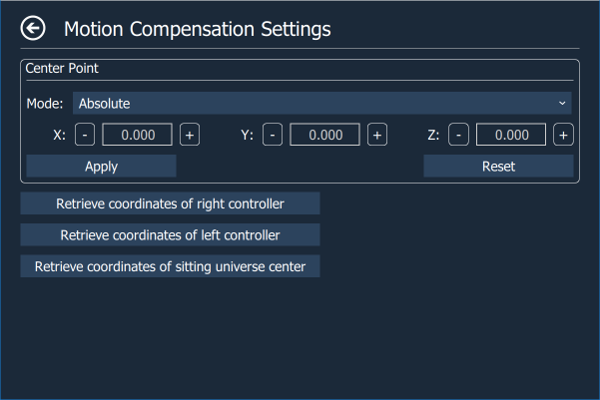 Motion Compensation Settings
Center Point
Mode: Absolute
X: - 0.000 + Y: - 0.000 + Z: - 0.000 +
Apply Reset
Retrieve coordinates of right controller
Retrieve coordinates of left controller
Retrieve coordinates of sitting universe center